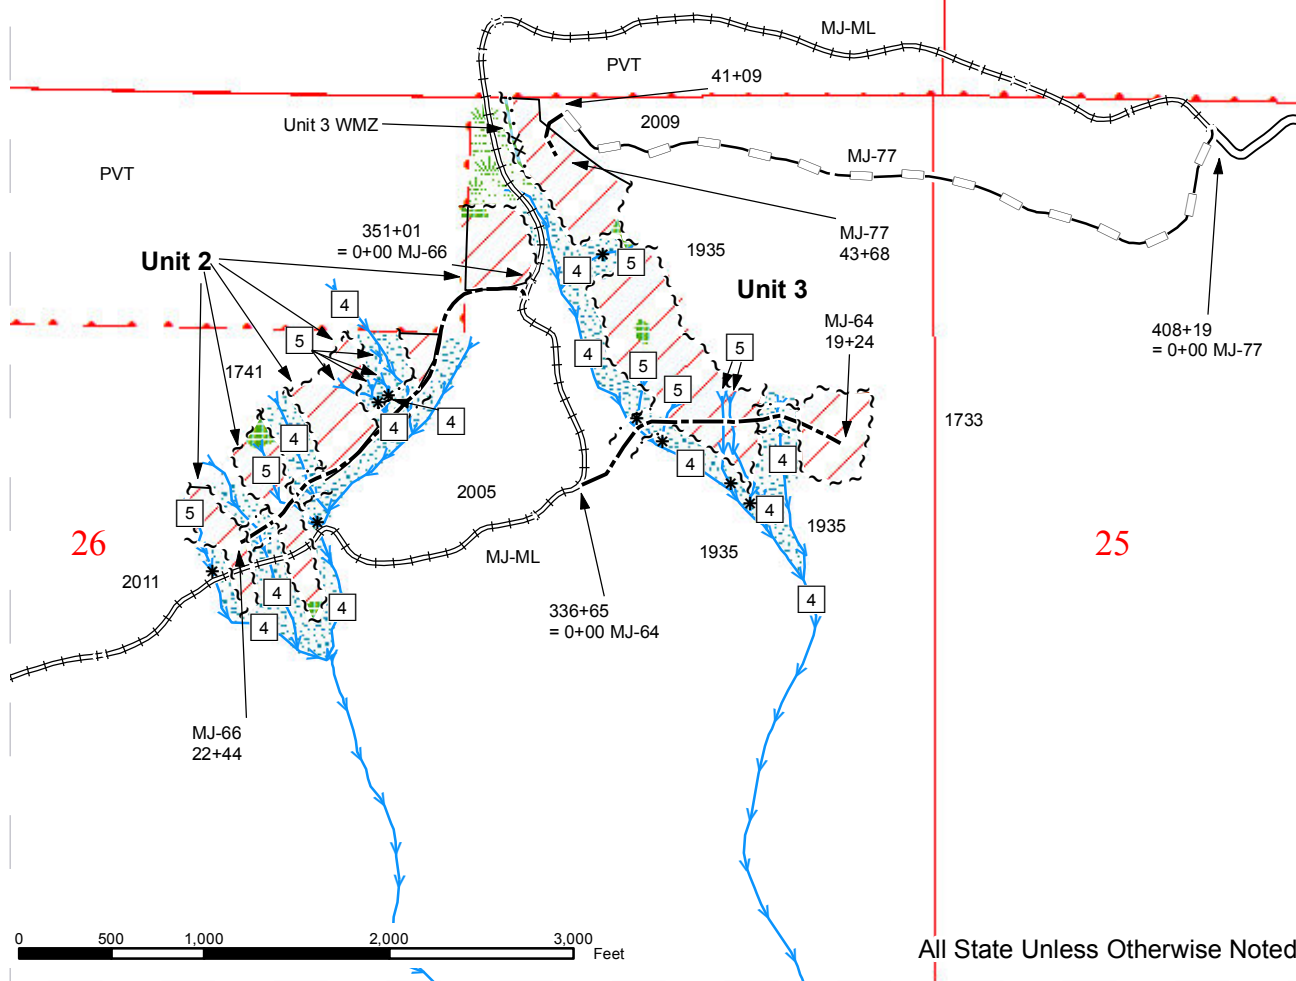 MJ-ML
PVT
41+09
Unit 3 WMZ
2009
MJ-77
PVT
351+01
= 0+00 MJ-66
MJ-77
43+68
Unit 2
1935
4
5
Unit 3
4
MJ-64
19+24
408+19
= 0+00 MJ-77
5
5
4
1741
5
5
1733
4
4
4
4
4
5
2005
5
4
1935
26
MJ-ML
1935
25
2011
4
4
4
4
336+65
= 0+00 MJ-64
MJ-66
22+44
0
500
1,000
2,000
3,000
Feet
All State Unless Otherwise Noted